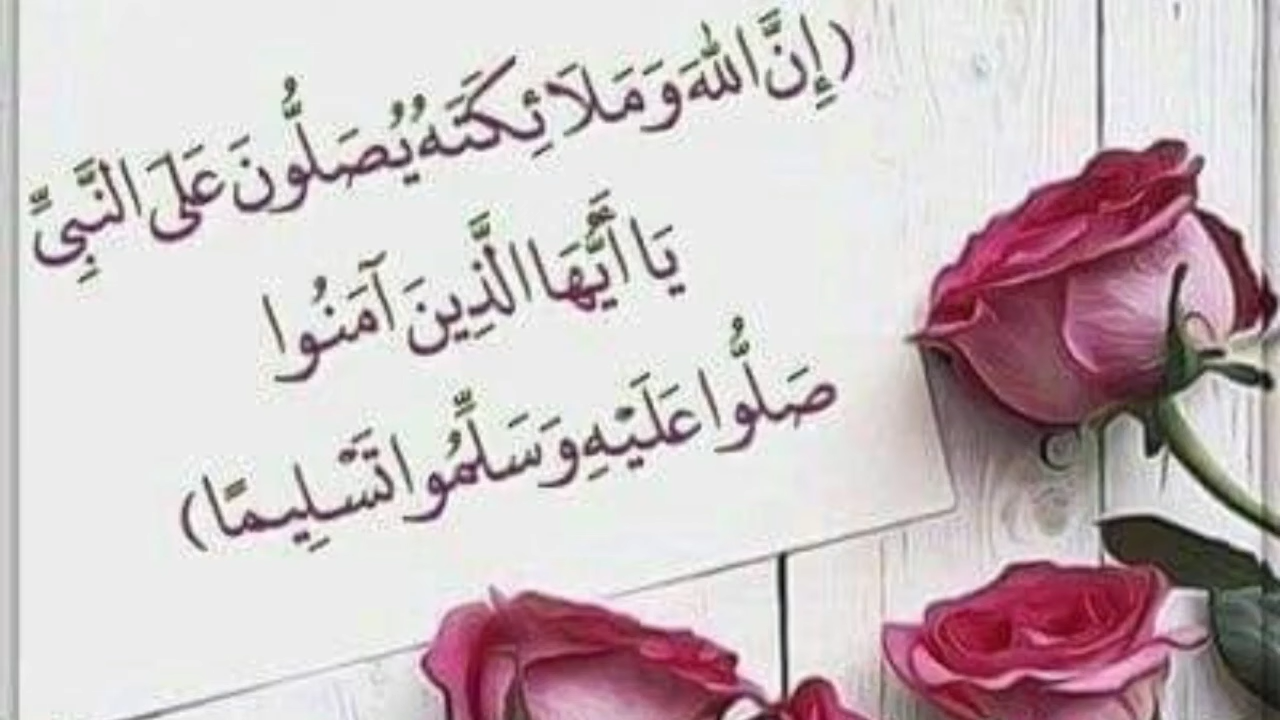 (إِنَّ اللهَ وَمَلَائِكَتَهُ يُصَلُّونَ عَلَى النَّبِيِّ
يَا أَيُّهَا الَّذِينَ آمَنُوا
صَلُّوا عَلَيْهِ وَسَلِّمُوا تَسْلِيمًا)